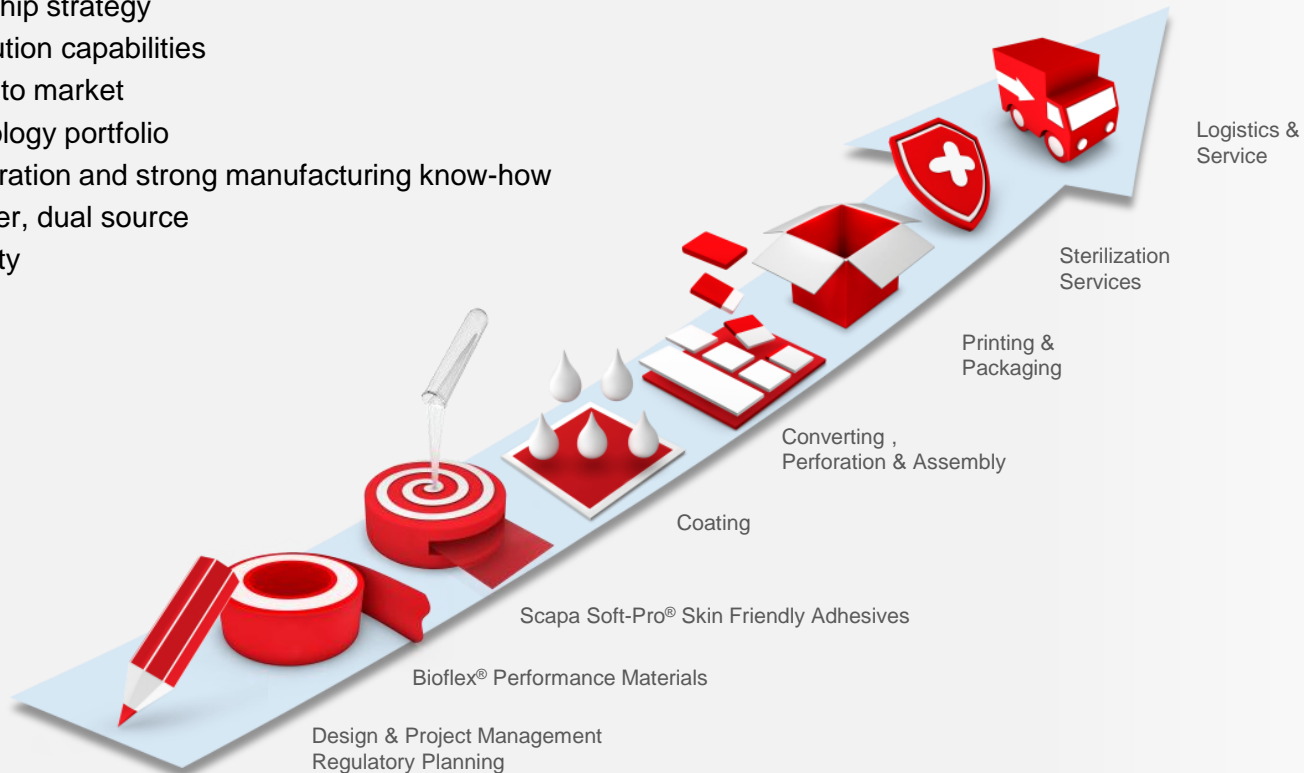 hip strategy
ution capabilities
to market
ology portfolio
ration and strong manufacturing know-how
er, dual source
ty
Logistics &
Service
Sterilization
Services
Printing &
Packaging
Converting ,
Perforation & Assembly
Coating
Scapa Soft-Pro® Skin Friendly Adhesives
Bioflex® Performance Materials
Design & Project Management
Regulatory Planning